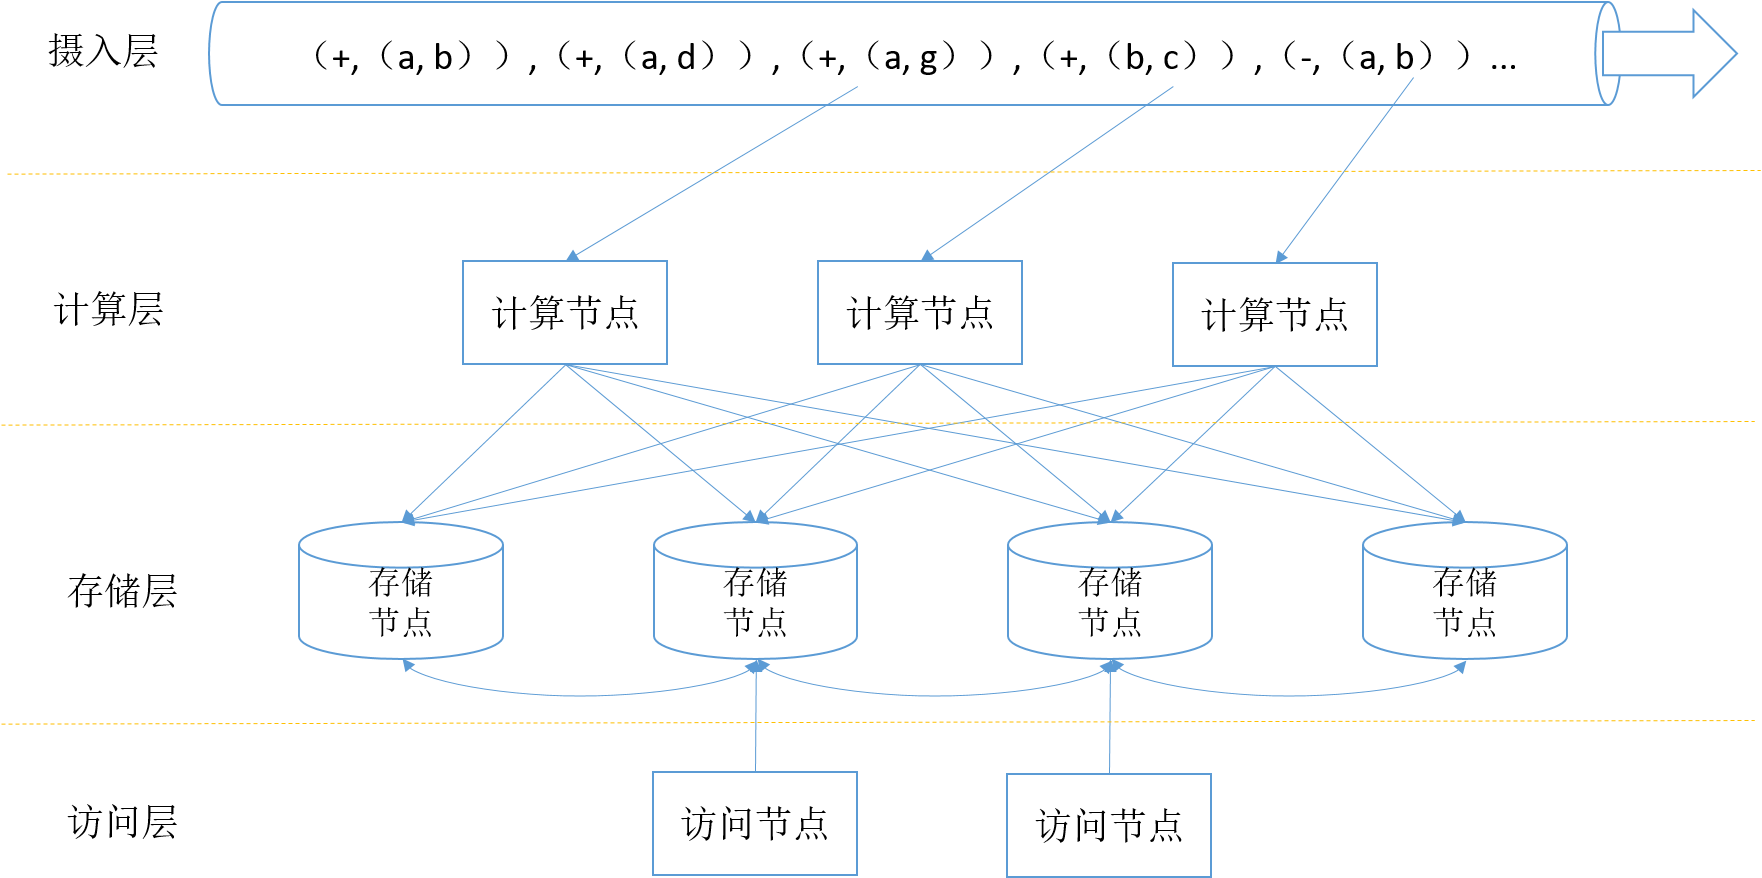 摄入层
（+,（a, b））,（+,（a, d））,（+,（a, g））,（+,（b, c））,（-,（a, b））...
计算层
计算节点
计算节点
计算节点
存储层
存储
节点
存储
节点
存储
节点
存储
节点
访问层
访问节点
访问节点